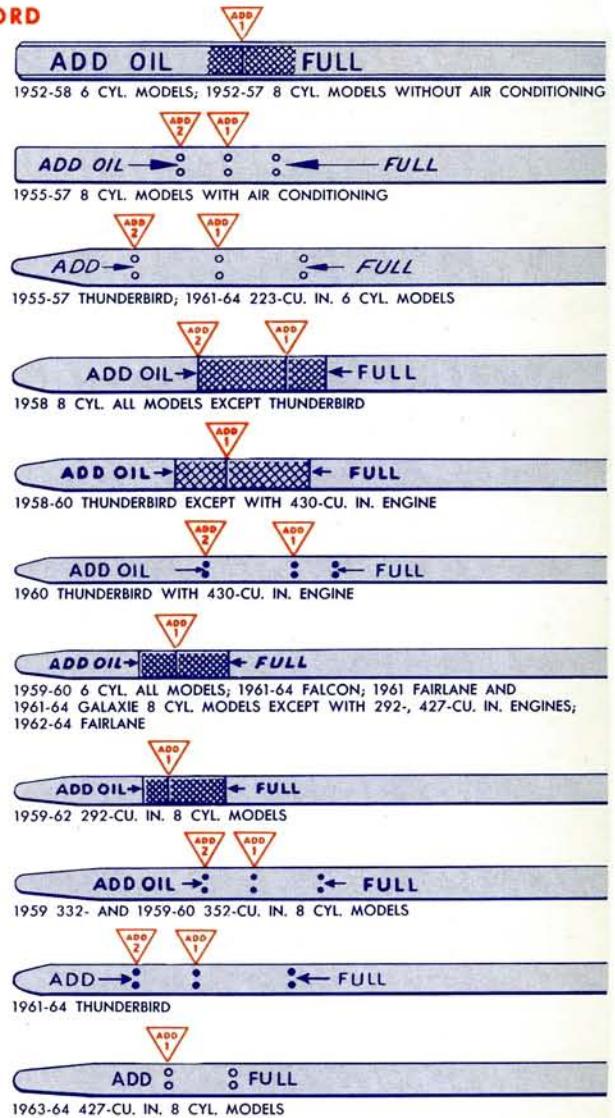 ORD
ADD 1
ADD OIL FULL
1952-58 6 CYL. MODELS; 1952-57 8 CYL. MODELS WITHOUT AIR CONDITIONING
ADD 2 ADD 1
ADD OIL FULL
1955-57 8 CYL. MODELS WITH AIR CONDITIONING
ADD 2 ADD 1
ADD FULL
1955-57 THUNDERBIRD; 1961-64 223-CU. IN. 6 CYL. MODELS
ADD 2 ADD 1
ADD OIL FULL
1958 8 CYL. ALL MODELS EXCEPT THUNDERBIRD
ADD 1
ADD OIL FULL
1958-60 THUNDERBIRD EXCEPT WITH 430-CU. IN. ENGINE
ADD 2 ADD 1
ADD OIL FULL
1960 THUNDERBIRD WITH 430-CU. IN. ENGINE
ADD 1
ADD OIL FULL
1959-60 6 CYL. ALL MODELS; 1961-64 FALCON; 1961 FAIRLANE AND
1961-64 GALAXIE 8 CYL. MODELS EXCEPT WITH 292-, 427-CU. IN. ENGINES;
1962-64 FAIRLANE
ADD 1
ADD OIL FULL
1959-62 292-CU. IN. 8 CYL. MODELS
ADD 2 ADD 1
ADD OIL FULL
1959 332- AND 1959-60 352-CU. IN. 8 CYL. MODELS
ADD 2 ADD 1
ADD FULL
1961-64 THUNDERBIRD
ADD 1
ADD FULL
1963-64 427-CU. IN. 8 CYL. MODELS